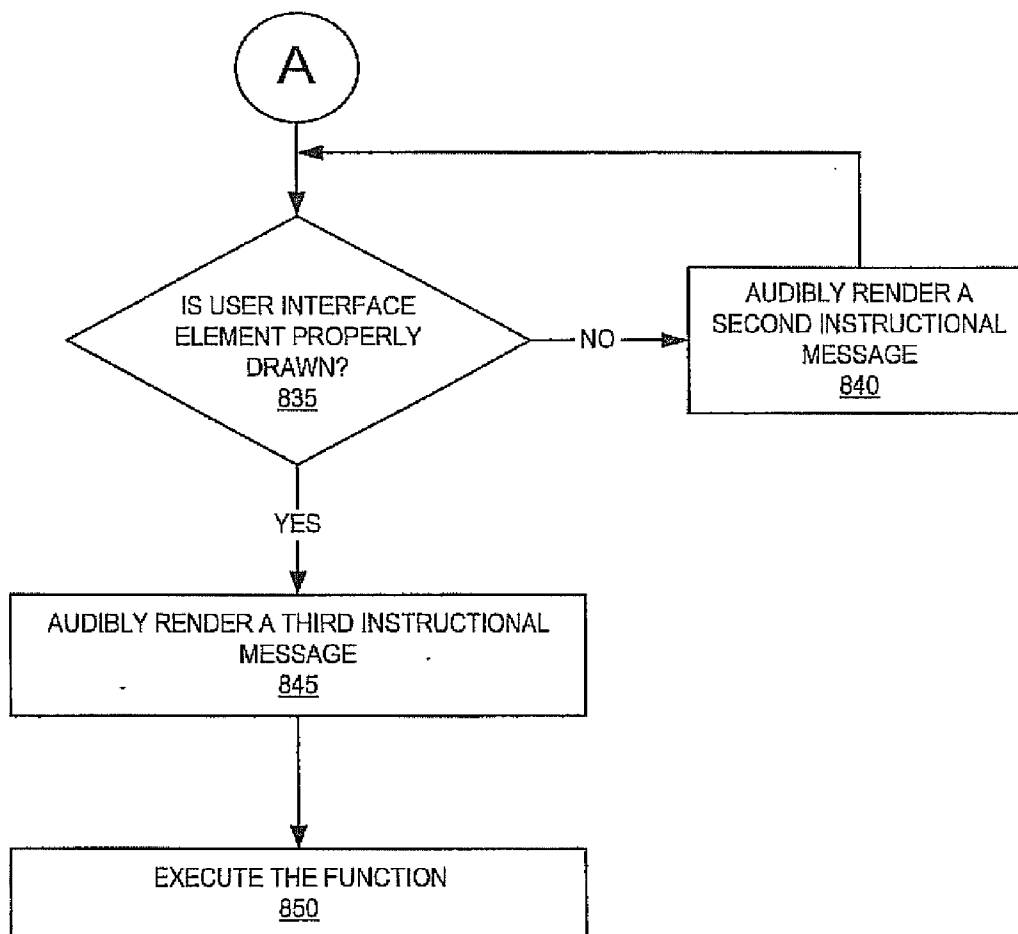 A
IS USER INTERFACE
ELEMENT PROPERLY
DRAWN?
835
NO
AUDIBLY RENDER A
SECOND INSTRUCTIONAL
MESSAGE
840
YES
AUDIBLY RENDER A THIRD INSTRUCTIONAL
MESSAGE
845
EXECUTE THE FUNCTION
850